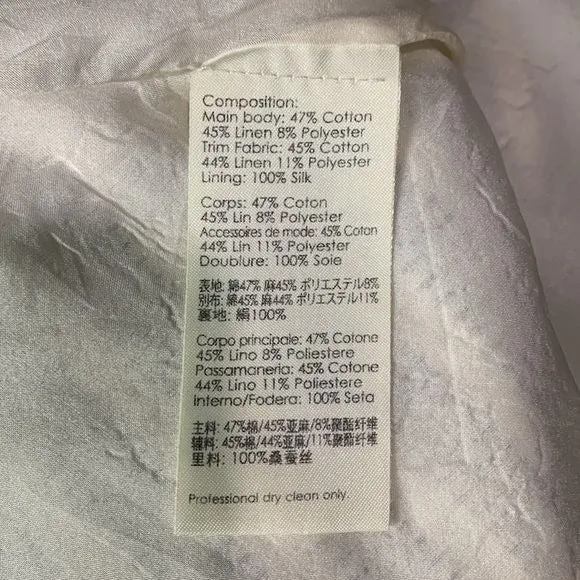 Composition:
Main body: 47% Cotton
45% Linen 8% Polyester
Trim Fabric: 45% Cotton
44% Linen 11% Polyester
Lining: 100% Silk
Corps: 47% Coton
45% Lin 8% Polyester
Accessoires de mode: 45% Coton
44% Lin 11% Polyester
Doublure: 100% Soie
表地: 綿47% 麻45% ポリエステル8%
別布: 綿45% 麻44% ポリエステル11%
裏地: 絹100%
Corpo principale: 47% Cotone
45% Lino 8% Poliestere
Passamaneria: 45% Cotone
44% Lino 11% Poliestere
Interno/Fodera: 100% Seta
主料: 47%棉/45%亚麻/8%聚酯纤维
辅料: 45%棉/44%亚麻/11%聚酯纤维
里料: 100%桑蚕丝
Professional dry clean only.